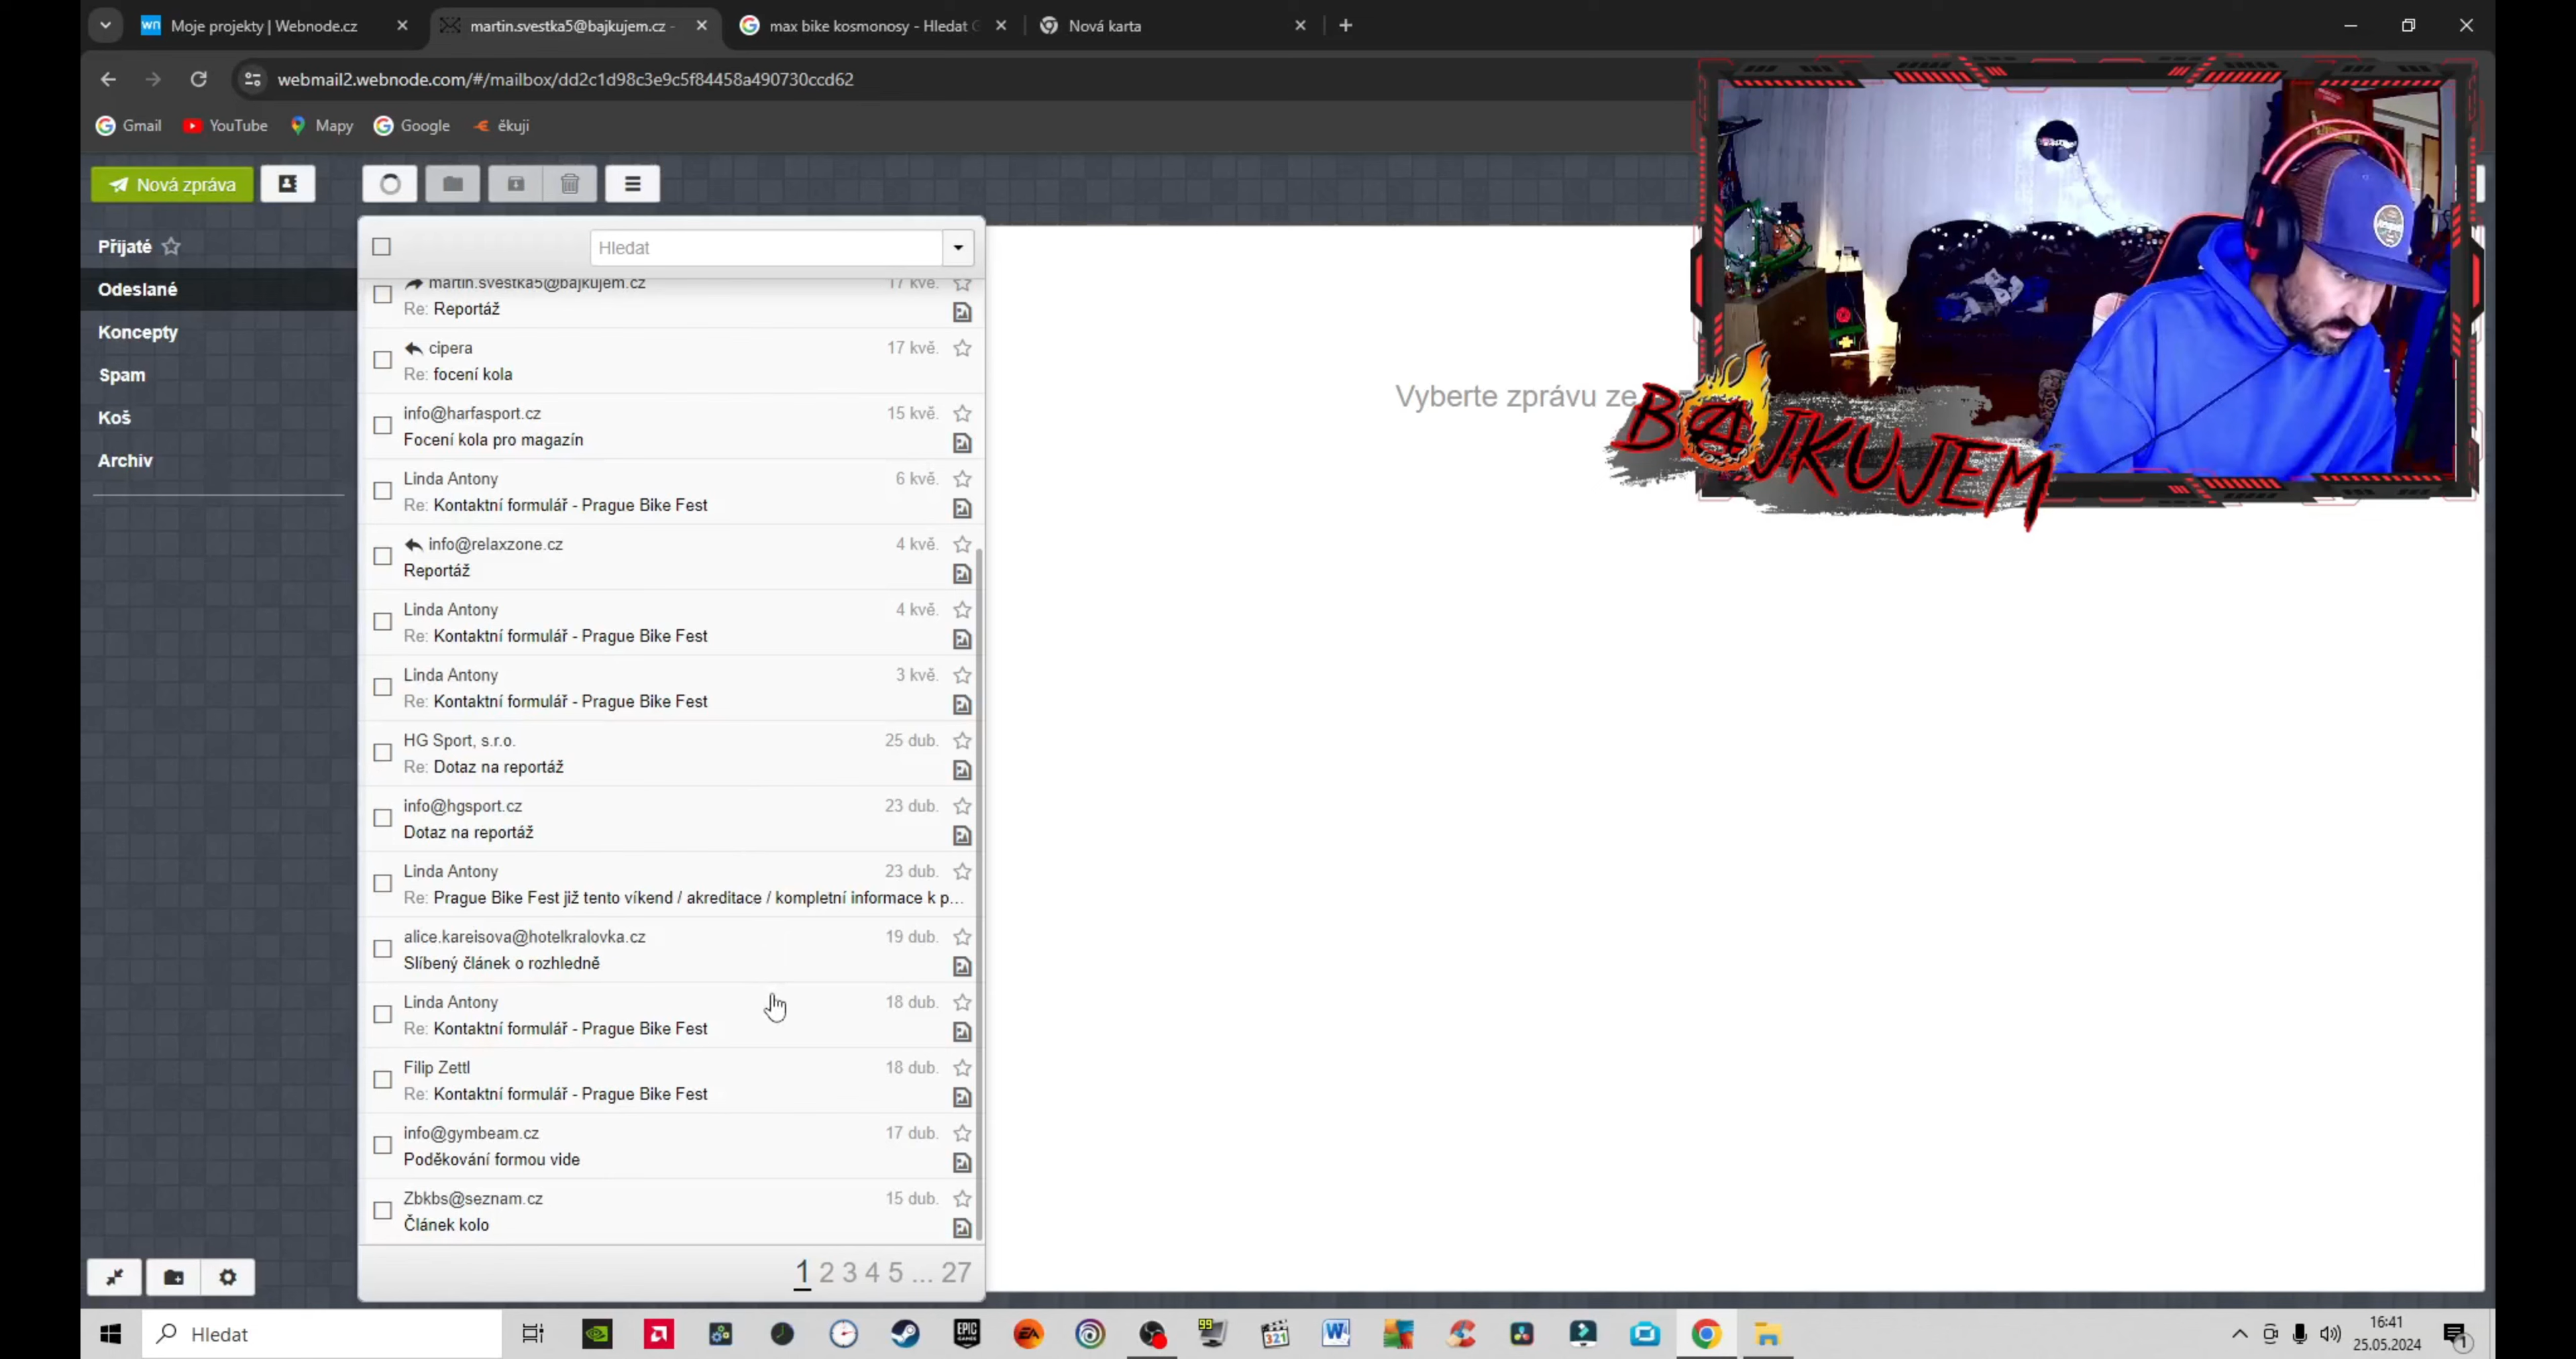 Moje projekty | Webnode.cz
martin.svestka5@bajkujem.cz -
max bike kosmonosy - Hledat G
Nová karta
webmail2.webnode.com/#/mailbox/dd2c1d98c3e9c5f84458a490730ccd62
Gmail YouTube Mapy Google ěkuji
Nová zpráva
Přijaté
Odeslané
Koncepty
Spam
Koš
Archiv
Hledat
martin.svestka5@bajkujem.cz 17 kvě.
Re: Reportáž
cipera 17 kvě.
Re: focení kola
info@harfasport.cz 15 kvě.
Focení kola pro magazín
Linda Antony 6 kvě.
Re: Kontaktní formulář - Prague Bike Fest
info@relaxzone.cz 4 kvě.
Reportáž
Linda Antony 4 kvě.
Re: Kontaktní formulář - Prague Bike Fest
Linda Antony 3 kvě.
Re: Kontaktní formulář - Prague Bike Fest
HG Sport, s.r.o. 25 dub.
Re: Dotaz na reportáž
info@hgsport.cz 23 dub.
Dotaz na reportáž
Linda Antony 23 dub.
Re: Prague Bike Fest již tento víkend / akreditace / kompletní informace k p...
alice.kareisova@hotelkralovka.cz 19 dub.
Slíbený článek o rozhledně
Linda Antony 18 dub.
Re: Kontaktní formulář - Prague Bike Fest
Filip Zettl 18 dub.
Re: Kontaktní formulář - Prague Bike Fest
info@gymbeam.cz 17 dub.
Poděkování formou vide
Zbkbs@seznam.cz 15 dub.
Článek kolo
1 2 3 4 5 ... 27
Vyberte zprávu ze
BAJKUJEM
Hledat
EPIC GAMES
EA
99
321
W
16:41
25.05.2024
1